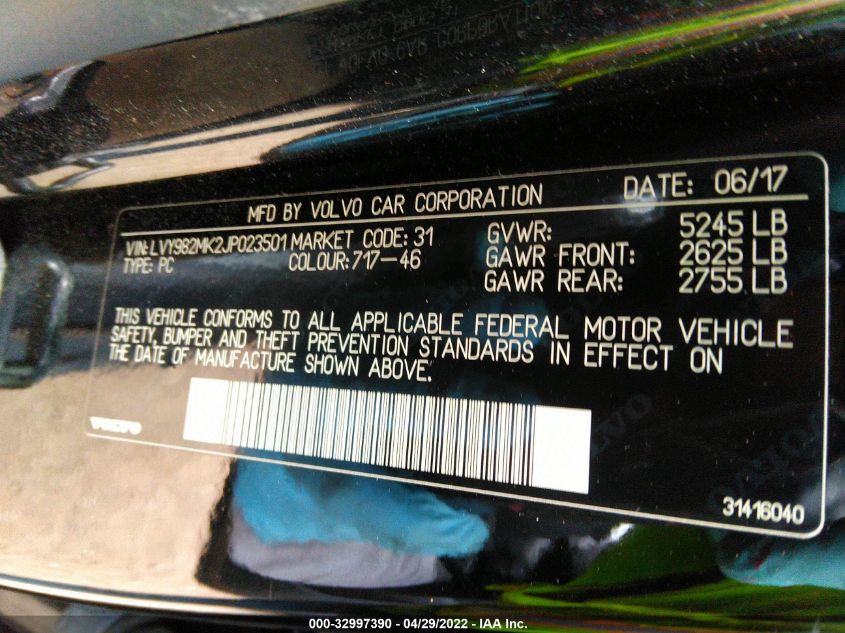 MFD BY VOLVO CAR CORPORATION DATE: 06/17
VIN:LVY982MK2JP023501 MARKET CODE: 31 GVWR: 5245 LB
TYPE: PC COLOUR:717-46 GAWR FRONT: 2625 LB
GAWR REAR: 2755 LB
THIS VEHICLE CONFORMS TO ALL APPLICABLE FEDERAL MOTOR VEHICLE
SAFETY, BUMPER AND THEFT PREVENTION STANDARDS IN EFFECT ON
THE DATE OF MANUFACTURE SHOWN ABOVE.
VOLVO
31416040
000-32997390 - 04/29/2022 - IAA Inc.